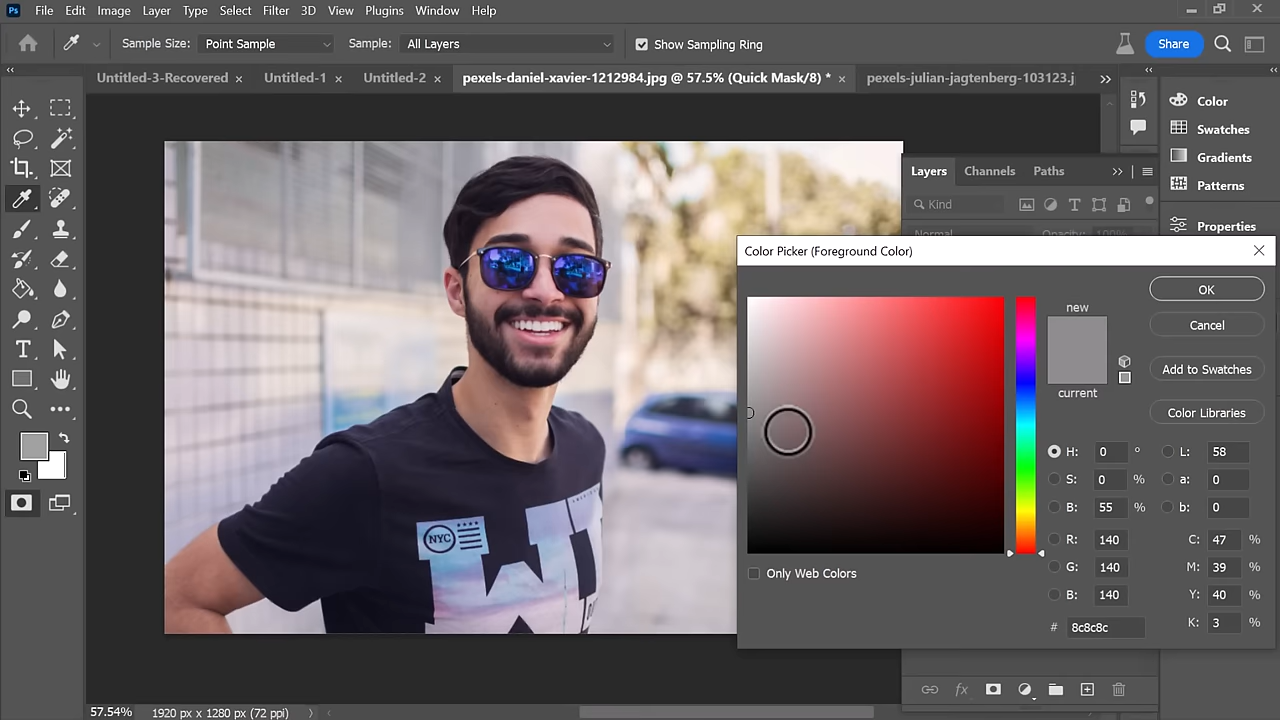 Ps File Edit Image Layer Type Select Filter 3D View Plugins Window Help
Sample Size: Point Sample Sample: All Layers Show Sampling Ring Share
Untitled-3-Recovered × Untitled-1 × Untitled-2 × pexels-daniel-xavier-1212984.jpg @ 57.5% (Quick Mask/8) * × pexels-julian-jagtenberg-103123.j
Color
Swatches
Gradients
Patterns
Properties
Layers Channels Paths
Kind
Normal Opacity: 100%
Color Picker (Foreground Color)
new
current
OK
Cancel
Add to Swatches
Color Libraries
H: 0 ° L: 58
S: 0 % a: 0
B: 55 % b: 0
R: 140 C: 47 %
G: 140 M: 39 %
B: 140 Y: 40 %
# 8c8c8c K: 3 %
Only Web Colors
NYC
57.54% 1920 px x 1280 px (72 ppi)
fx